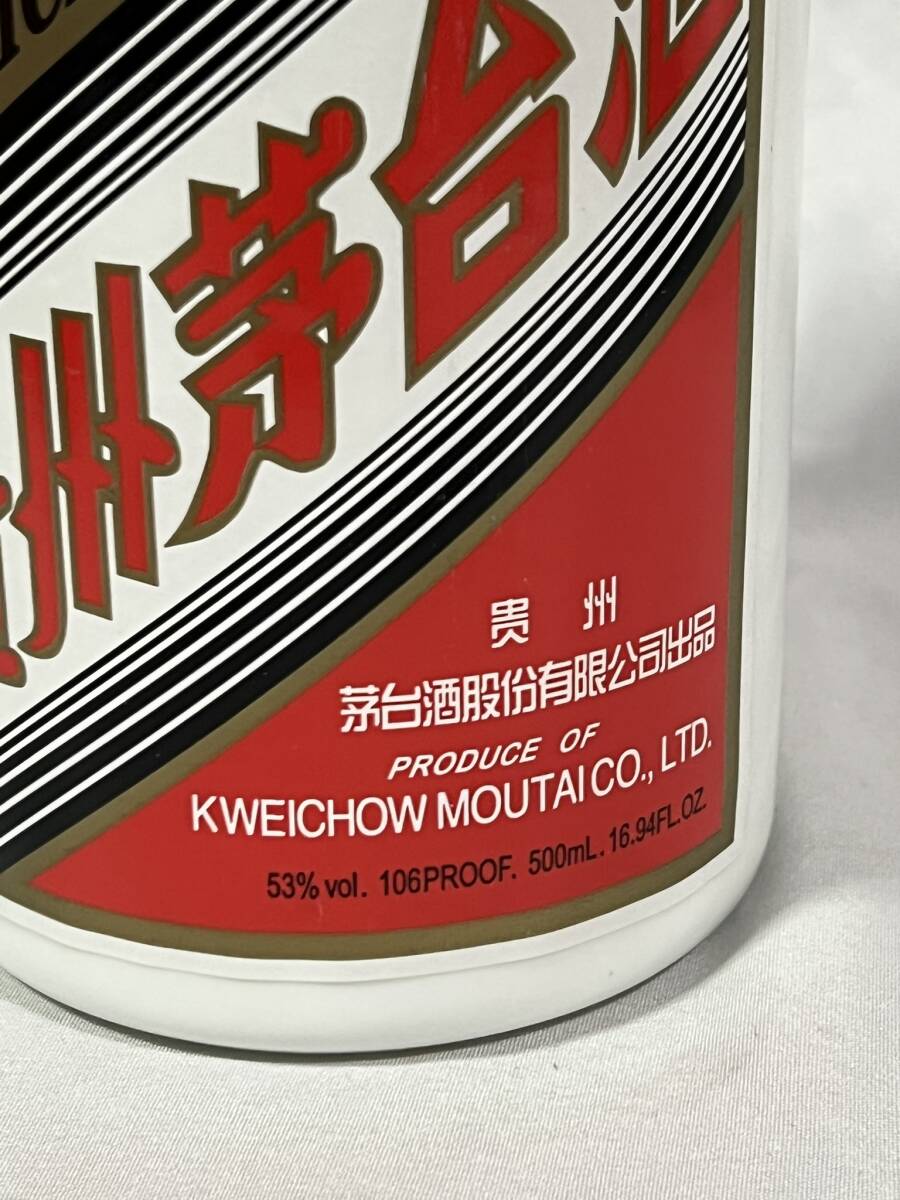 州茅台酒
贵 州
茅台酒股份有限公司出品
PRODUCE OF
KWEICHOW MOUTAI CO., LTD.
53% vol. 106PROOF. 500mL. 16.94FL.OZ.